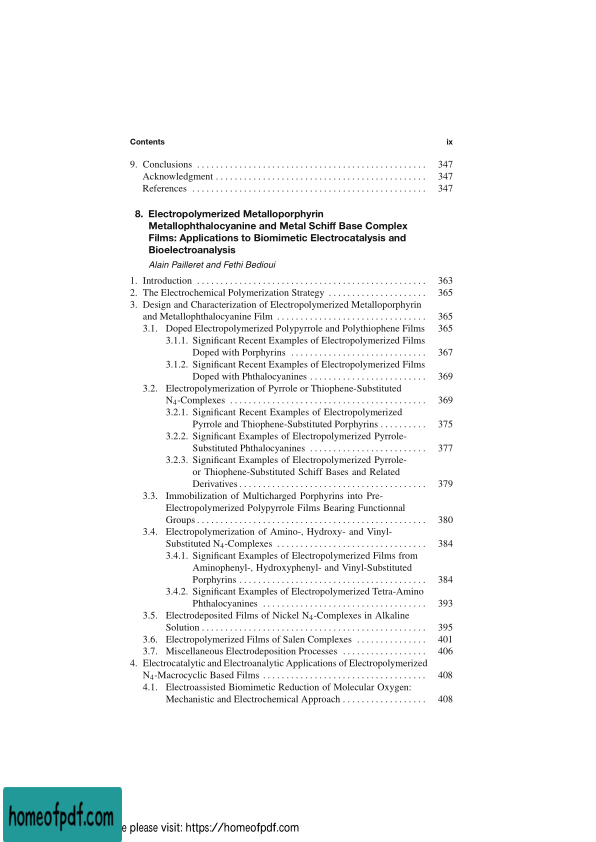 Contents ix
9. Conclusions ................................................ 347
Acknowledgment ............................................. 347
References .................................................. 347
8. Electropolymerized Metalloporphyrin
Metallophthalocyanine and Metal Schiff Base Complex
Films: Applications to Biomimetic Electrocatalysis and
Bioelectroanalysis
Alain Pailleret and Fethi Bedioui
1. Introduction ................................................. 363
2. The Electrochemical Polymerization Strategy ..................... 365
3. Design and Characterization of Electropolymerized Metalloporphyrin
and Metallophthalocyanine Film ................................ 365
3.1. Doped Electropolymerized Polypyrrole and Polythiophene Films 365
3.1.1. Significant Recent Examples of Electropolymerized Films
Doped with Porphyrins ............................. 367
3.1.2. Significant Recent Examples of Electropolymerized Films
Doped with Phthalocyanines ......................... 369
3.2. Electropolymerization of Pyrrole or Thiophene-Substituted
N4-Complexes .......................................... 369
3.2.1. Significant Recent Examples of Electropolymerized
Pyrrole and Thiophene-Substituted Porphyrins .......... 375
3.2.2. Significant Examples of Electropolymerized Pyrrole-
Substituted Phthalocyanines ......................... 377
3.2.3. Significant Examples of Electropolymerized Pyrrole-
or Thiophene-Substituted Schiff Bases and Related
Derivatives ........................................ 379
3.3. Immobilization of Multicharged Porphyrins into Pre-
Electropolymerized Polypyrrole Films Bearing Functionnal
Groups ................................................. 380
3.4. Electropolymerization of Amino-, Hydroxy- and Vinyl-
Substituted N4-Complexes ................................ 384
3.4.1. Significant Examples of Electropolymerized Films from
Aminophenyl-, Hydroxyphenyl- and Vinyl-Substituted
Porphyrins ........................................ 384
3.4.2. Significant Examples of Electropolymerized Tetra-Amino
Phthalocyanines ................................... 393
3.5. Electrodeposited Films of Nickel N4-Complexes in Alkaline
Solution ................................................ 395
3.6. Electropolymerized Films of Salen Complexes ............... 401
3.7. Miscellaneous Electrodeposition Processes .................. 406
4. Electrocatalytic and Electroanalytic Applications of Electropolymerized
N4-Macrocyclic Based Films ................................... 408
4.1. Electroassisted Biomimetic Reduction of Molecular Oxygen:
Mechanistic and Electrochemical Approach .................. 408
homeofpdf.com
e please visit: https://homeofpdf.com